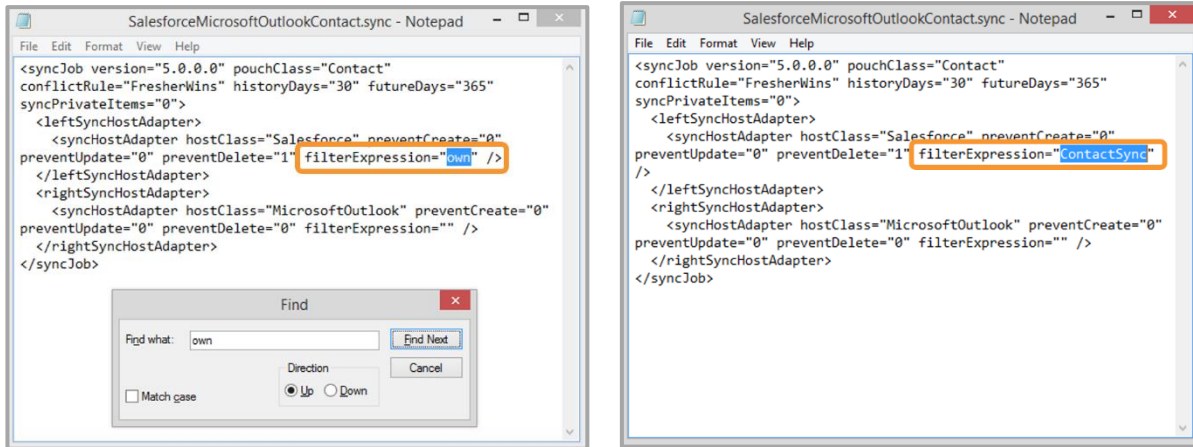 SalesforceMicrosoftOutlookContact.sync - Notepad
File Edit Format View Help
<syncJob version="5.0.0.0" pouchClass="Contact"
conflictRule="FresherWins" historyDays="30" futureDays="365"
syncPrivateItems="0">
<leftSyncHostAdapter>
<syncHostAdapter hostClass="Salesforce" preventCreate="0"
preventUpdate="0" preventDelete="1" filterExpression="own" />
</leftSyncHostAdapter>
<rightSyncHostAdapter>
<syncHostAdapter hostClass="MicrosoftOutlook" preventCreate="0"
preventUpdate="0" preventDelete="0" filterExpression="" />
</rightSyncHostAdapter>
</syncJob>
Find
Find what: own
Find Next
Direction
Cancel
Up Down
Match case
SalesforceMicrosoftOutlookContact.sync - Notepad
File Edit Format View Help
<syncJob version="5.0.0.0" pouchClass="Contact"
conflictRule="FresherWins" historyDays="30" futureDays="365"
syncPrivateItems="0">
<leftSyncHostAdapter>
<syncHostAdapter hostClass="Salesforce" preventCreate="0"
preventUpdate="0" preventDelete="1" filterExpression="ContactSync"
/>
</leftSyncHostAdapter>
<rightSyncHostAdapter>
<syncHostAdapter hostClass="MicrosoftOutlook" preventCreate="0"
preventUpdate="0" preventDelete="0" filterExpression="" />
</rightSyncHostAdapter>
</syncJob>